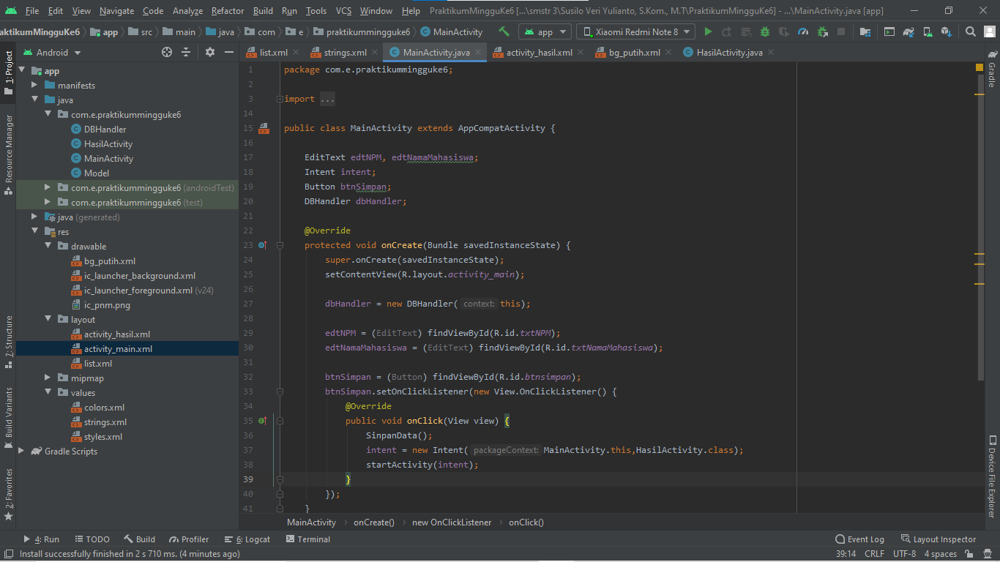 File Edit View Navigate Code Analyze Refactor Build Run Tools VCS Window Help PraktikumMingguKe6 [...\smstr 3\Susilo Veri Yulianto, S.Kom., M.T\PraktikumMingguKe6] - ...\MainActivity.java [app]
aktikumMingguKe6 app src main java com e praktikummingguke6 MainActivity app Xiaomi Redmi Note 8
Android list.xml strings.xml MainActivity.java activity_hasil.xml bg_putih.xml HasilActivity.java
1: Project
Resource Manager
7: Structure
Build Variants
2: Favorites
app
manifests
java
com.e.praktikummingguke6
DBHandler
HasilActivity
MainActivity
Model
com.e.praktikummingguke6 (androidTest)
com.e.praktikummingguke6 (test)
java (generated)
res
drawable
bg_putih.xml
ic_launcher_background.xml
ic_launcher_foreground.xml (v24)
ic_pnm.png
layout
activity_hasil.xml
activity_main.xml
list.xml
mipmap
values
colors.xml
strings.xml
styles.xml
Gradle Scripts
1 package com.e.praktikummingguke6;
2
3 import ...
14
15 public class MainActivity extends AppCompatActivity {
16
17 EditText edtNPM, edtNamaMahasiswa;
18 Intent intent;
19 Button btnSimpan;
20 DBHandler dbHandler;
21
22 @Override
23 protected void onCreate(Bundle savedInstanceState) {
24 super.onCreate(savedInstanceState);
25 setContentView(R.layout.activity_main);
26
27 dbHandler = new DBHandler( context: this);
28
29 edtNPM = (EditText) findViewById(R.id.txtNPM);
30 edtNamaMahasiswa = (EditText) findViewById(R.id.txtNamaMahasiswa);
31
32 btnSimpan = (Button) findViewById(R.id.btnsimpan);
33 btnSimpan.setOnClickListener(new View.OnClickListener() {
34 @Override
35 public void onClick(View view) {
36 SinpanData();
37 intent = new Intent( packageContext: MainActivity.this,HasilActivity.class);
38 startActivity(intent);
39 }
40 });
41 }
Gradle
Device File Explorer
MainActivity onCreate() new OnClickListener onClick()
4: Run TODO Build Profiler 6: Logcat Terminal Event Log Layout Inspector
Install successfully finished in 2 s 710 ms. (4 minutes ago) 39:14 CRLF UTF-8 4 spaces